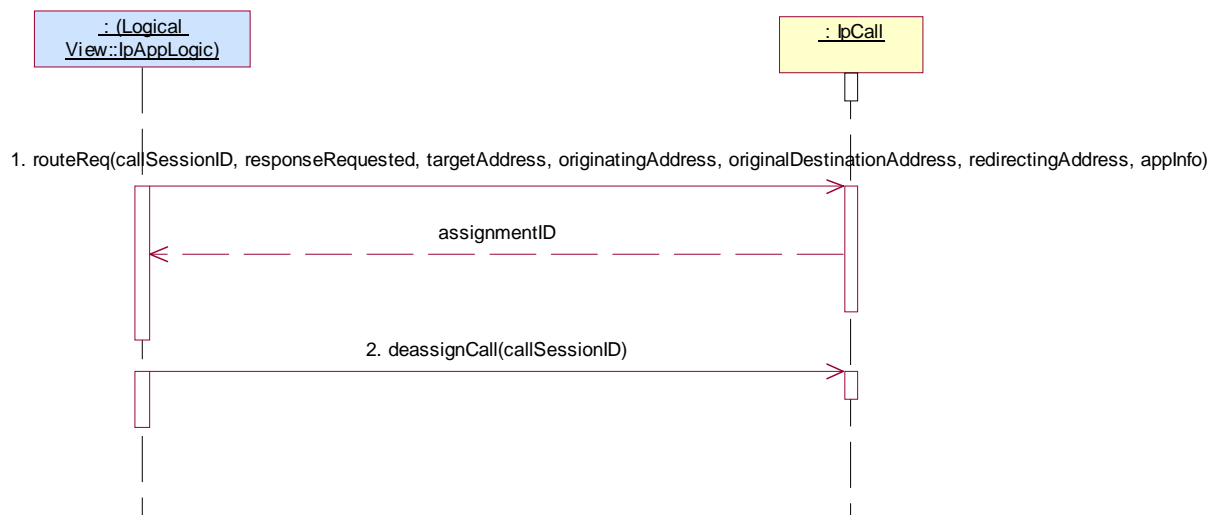 : (Logical
View::IpAppLogic)
: IpCall
1. routeReq(callSessionID, responseRequested, targetAddress, originatingAddress, originalDestinationAddress, redirectingAddress, appInfo)
assignmentID
2. deassignCall(callSessionID)